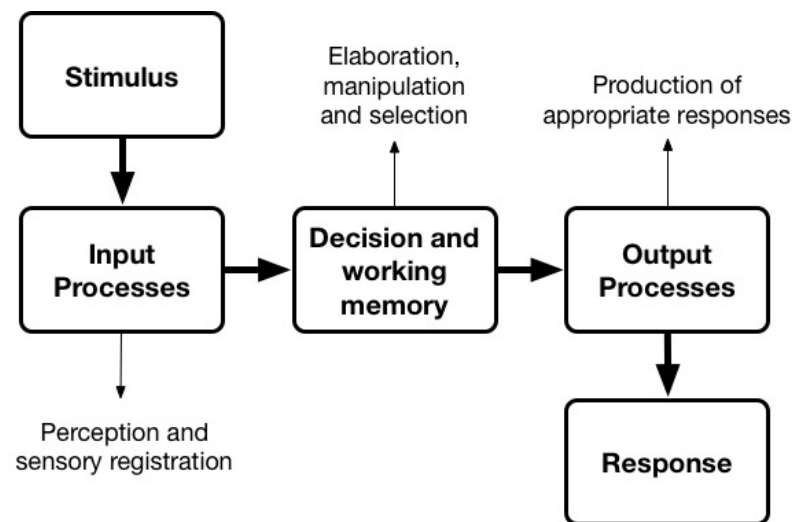 Stimulus
Elaboration,
manipulation
and selection
Production of
appropriate responses
Input
Processes
Decision and
working
memory
Output
Processes
Perception and
sensory registration
Response